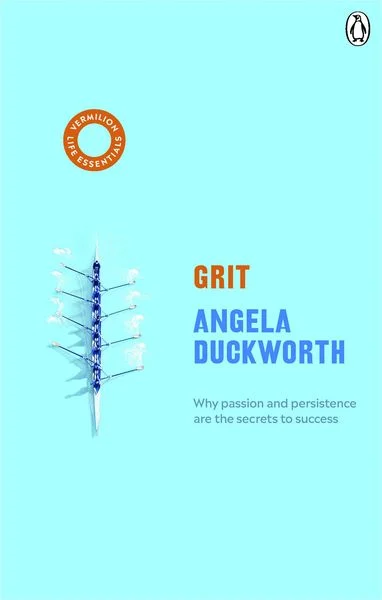 VERMILION
LIFE ESSENTIALS
GRIT
ANGELA
DUCKWORTH
Why passion and persistence
are the secrets to success